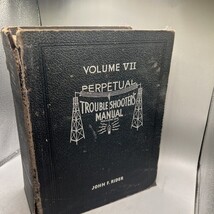 VOLUME VII
PERPETUAL
TROUBLE SHOOTER'S
MANUAL
JOHN F. RIDER